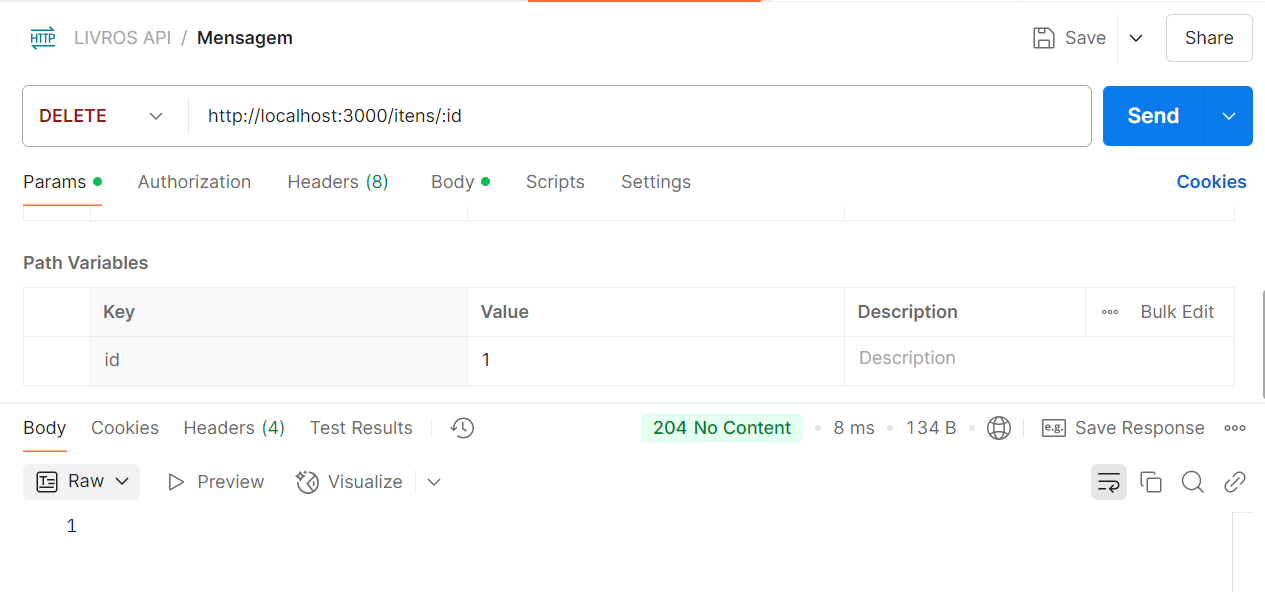 HTTP LIVROS API / Mensagem Save Share
DELETE http://localhost:3000/itens/:id Send
Params Authorization Headers (8) Body Scripts Settings Cookies
Path Variables
Key Value Description Bulk Edit
id 1 Description
Body Cookies Headers (4) Test Results 204 No Content 8 ms 134 B e.g. Save Response
Raw Preview Visualize
1